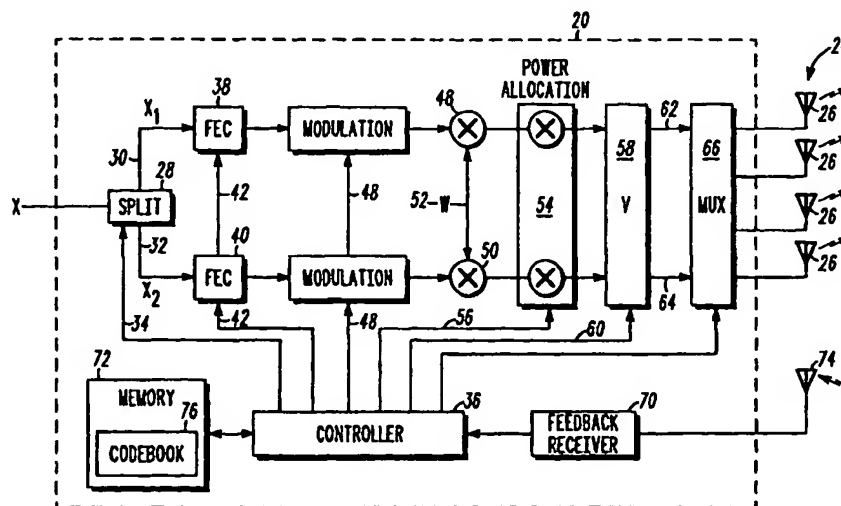 20
2
38
POWER
ALLOCATION
48
X1
FEC
MODULATION
62
26
58
66
30
28
42
48
52
W
54
V
MUX
26
X
SPLIT
26
32
40
50
26
X2
FEC
MODULATION
64
34
42
48
56
60
72
74
MEMORY
36
70
76
CODEBOOK
CONTROLLER
FEEDBACK
RECEIVER